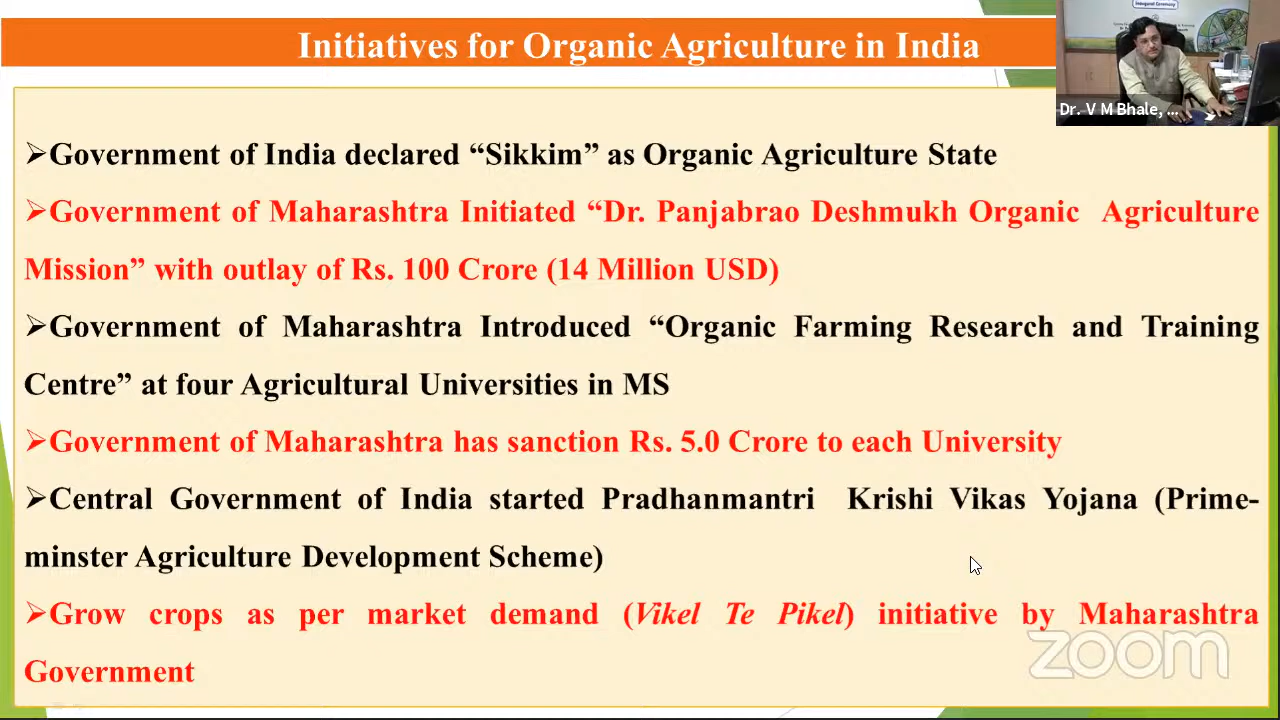 Initiatives for Organic Agriculture in India
Inaugural Ceremony
Dr. V M Bhale, ...
➢Government of India declared “Sikkim” as Organic Agriculture State
➢Government of Maharashtra Initiated “Dr. Panjabrao Deshmukh Organic Agriculture
Mission” with outlay of Rs. 100 Crore (14 Million USD)
➢Government of Maharashtra Introduced “Organic Farming Research and Training
Centre” at four Agricultural Universities in MS
➢Government of Maharashtra has sanction Rs. 5.0 Crore to each University
➢Central Government of India started Pradhanmantri Krishi Vikas Yojana (Prime-
minster Agriculture Development Scheme)
➢Grow crops as per market demand (Vikel Te Pikel) initiative by Maharashtra
Government
zoom